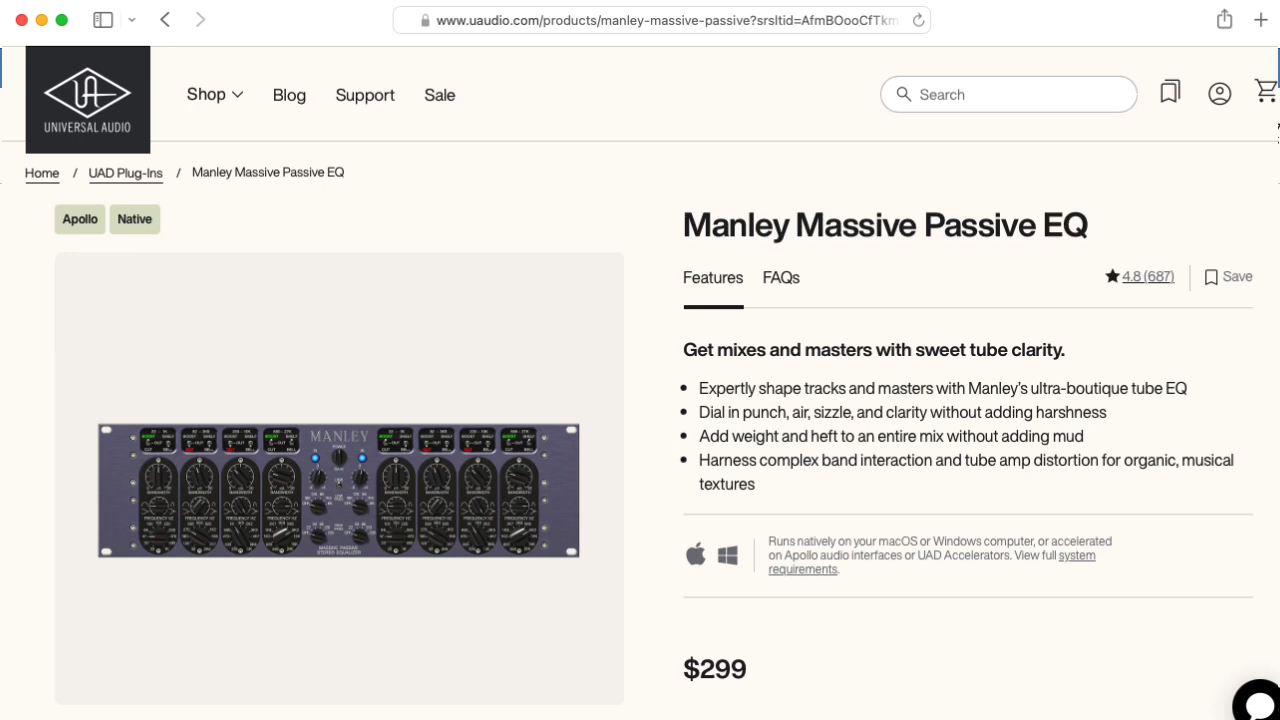 www.uaudio.com/products/manley-massive-passive?srsltid=AfmBOooCfTkm
UNIVERSAL AUDIO
Shop
Blog
Support
Sale
Search
Home / UAD Plug-Ins / Manley Massive Passive EQ
Apollo
Native
Manley Massive Passive EQ
Features
FAQs
4.8 (687)
Save
Get mixes and masters with sweet tube clarity.
Expertly shape tracks and masters with Manley’s ultra-boutique tube EQ
Dial in punch, air, sizzle, and clarity without adding harshness
Add weight and heft to an entire mix without adding mud
Harness complex band interaction and tube amp distortion for organic, musical
textures
MANLEY
MASSIVE PASSIVE
STEREO EQUALIZER
Runs natively on your macOS or Windows computer, or accelerated
on Apollo audio interfaces or UAD Accelerators. View full system
requirements.
$299